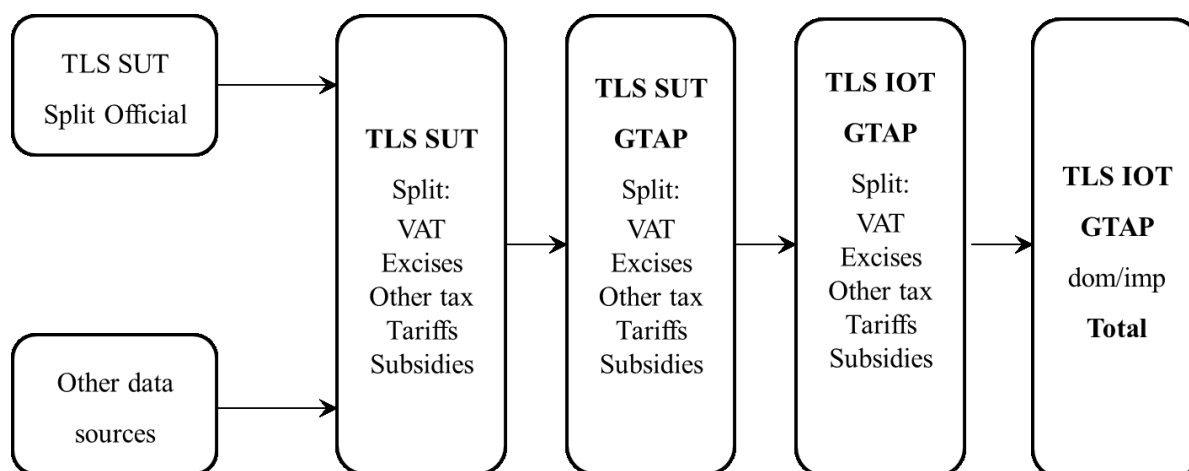 TLS SUT
Split Official
Other data
sources
TLS SUT
Split:
VAT
Excises
Other tax
Tariffs
Subsidies
TLS SUT
GTAP
Split:
VAT
Excises
Other tax
Tariffs
Subsidies
TLS IOT
GTAP
Split:
VAT
Excises
Other tax
Tariffs
Subsidies
TLS IOT
GTAP
dom/imp
Total